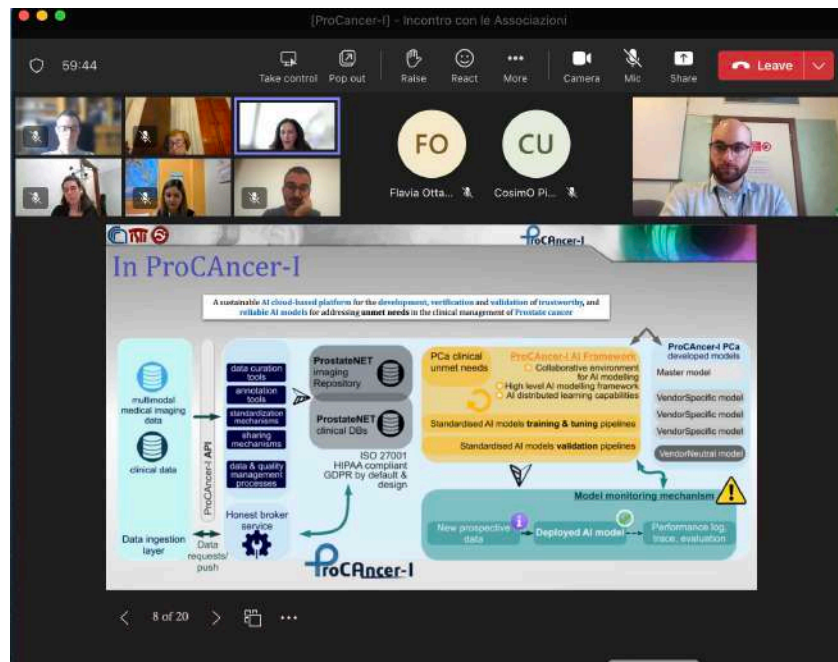 [ProCancer-I] - Incontro con le Associazioni
59:44
Take control
Pop out
Raise
React
More
Camera
Mic
Share
Leave
FO
CU
Flavia Otta...
CosimO Pi...
ProCAncer-I
In ProCAncer-I
A sustainable AI cloud-based platform for the development, verification and validation of trustworthy, and
reliable AI models for addressing unmet needs in the clinical management of Prostate cancer
multimodal
medical imaging
data
clinical data
Data ingestion
layer
ProCAncer-I API
Data
requests/
push
data curation
tools
annotation
tools
standardization
mechanisms
sharing
mechanisms
data & quality
management
processes
Honest broker
service
ProstateNET
imaging
Repository
ProstateNET
clinical DBs
ISO 27001
HIPAA compliant
GDPR by default &
design
ProCAncer-I
PCa clinical
unmet needs
ProCAncer-I AI Framework
Collaborative environment
for AI modelling
High level AI modelling framework
AI distributed learning capabilities
Standardised AI models training & tuning pipelines
Standardised AI models validation pipelines
ProCAncer-I PCa
developed models
Master model
VendorSpecific model
VendorSpecific model
VendorSpecific model
VendorNeutral model
Model monitoring mechanism
New prospective
data
Deployed AI model
Performance log,
trace, evaluation
8 of 20